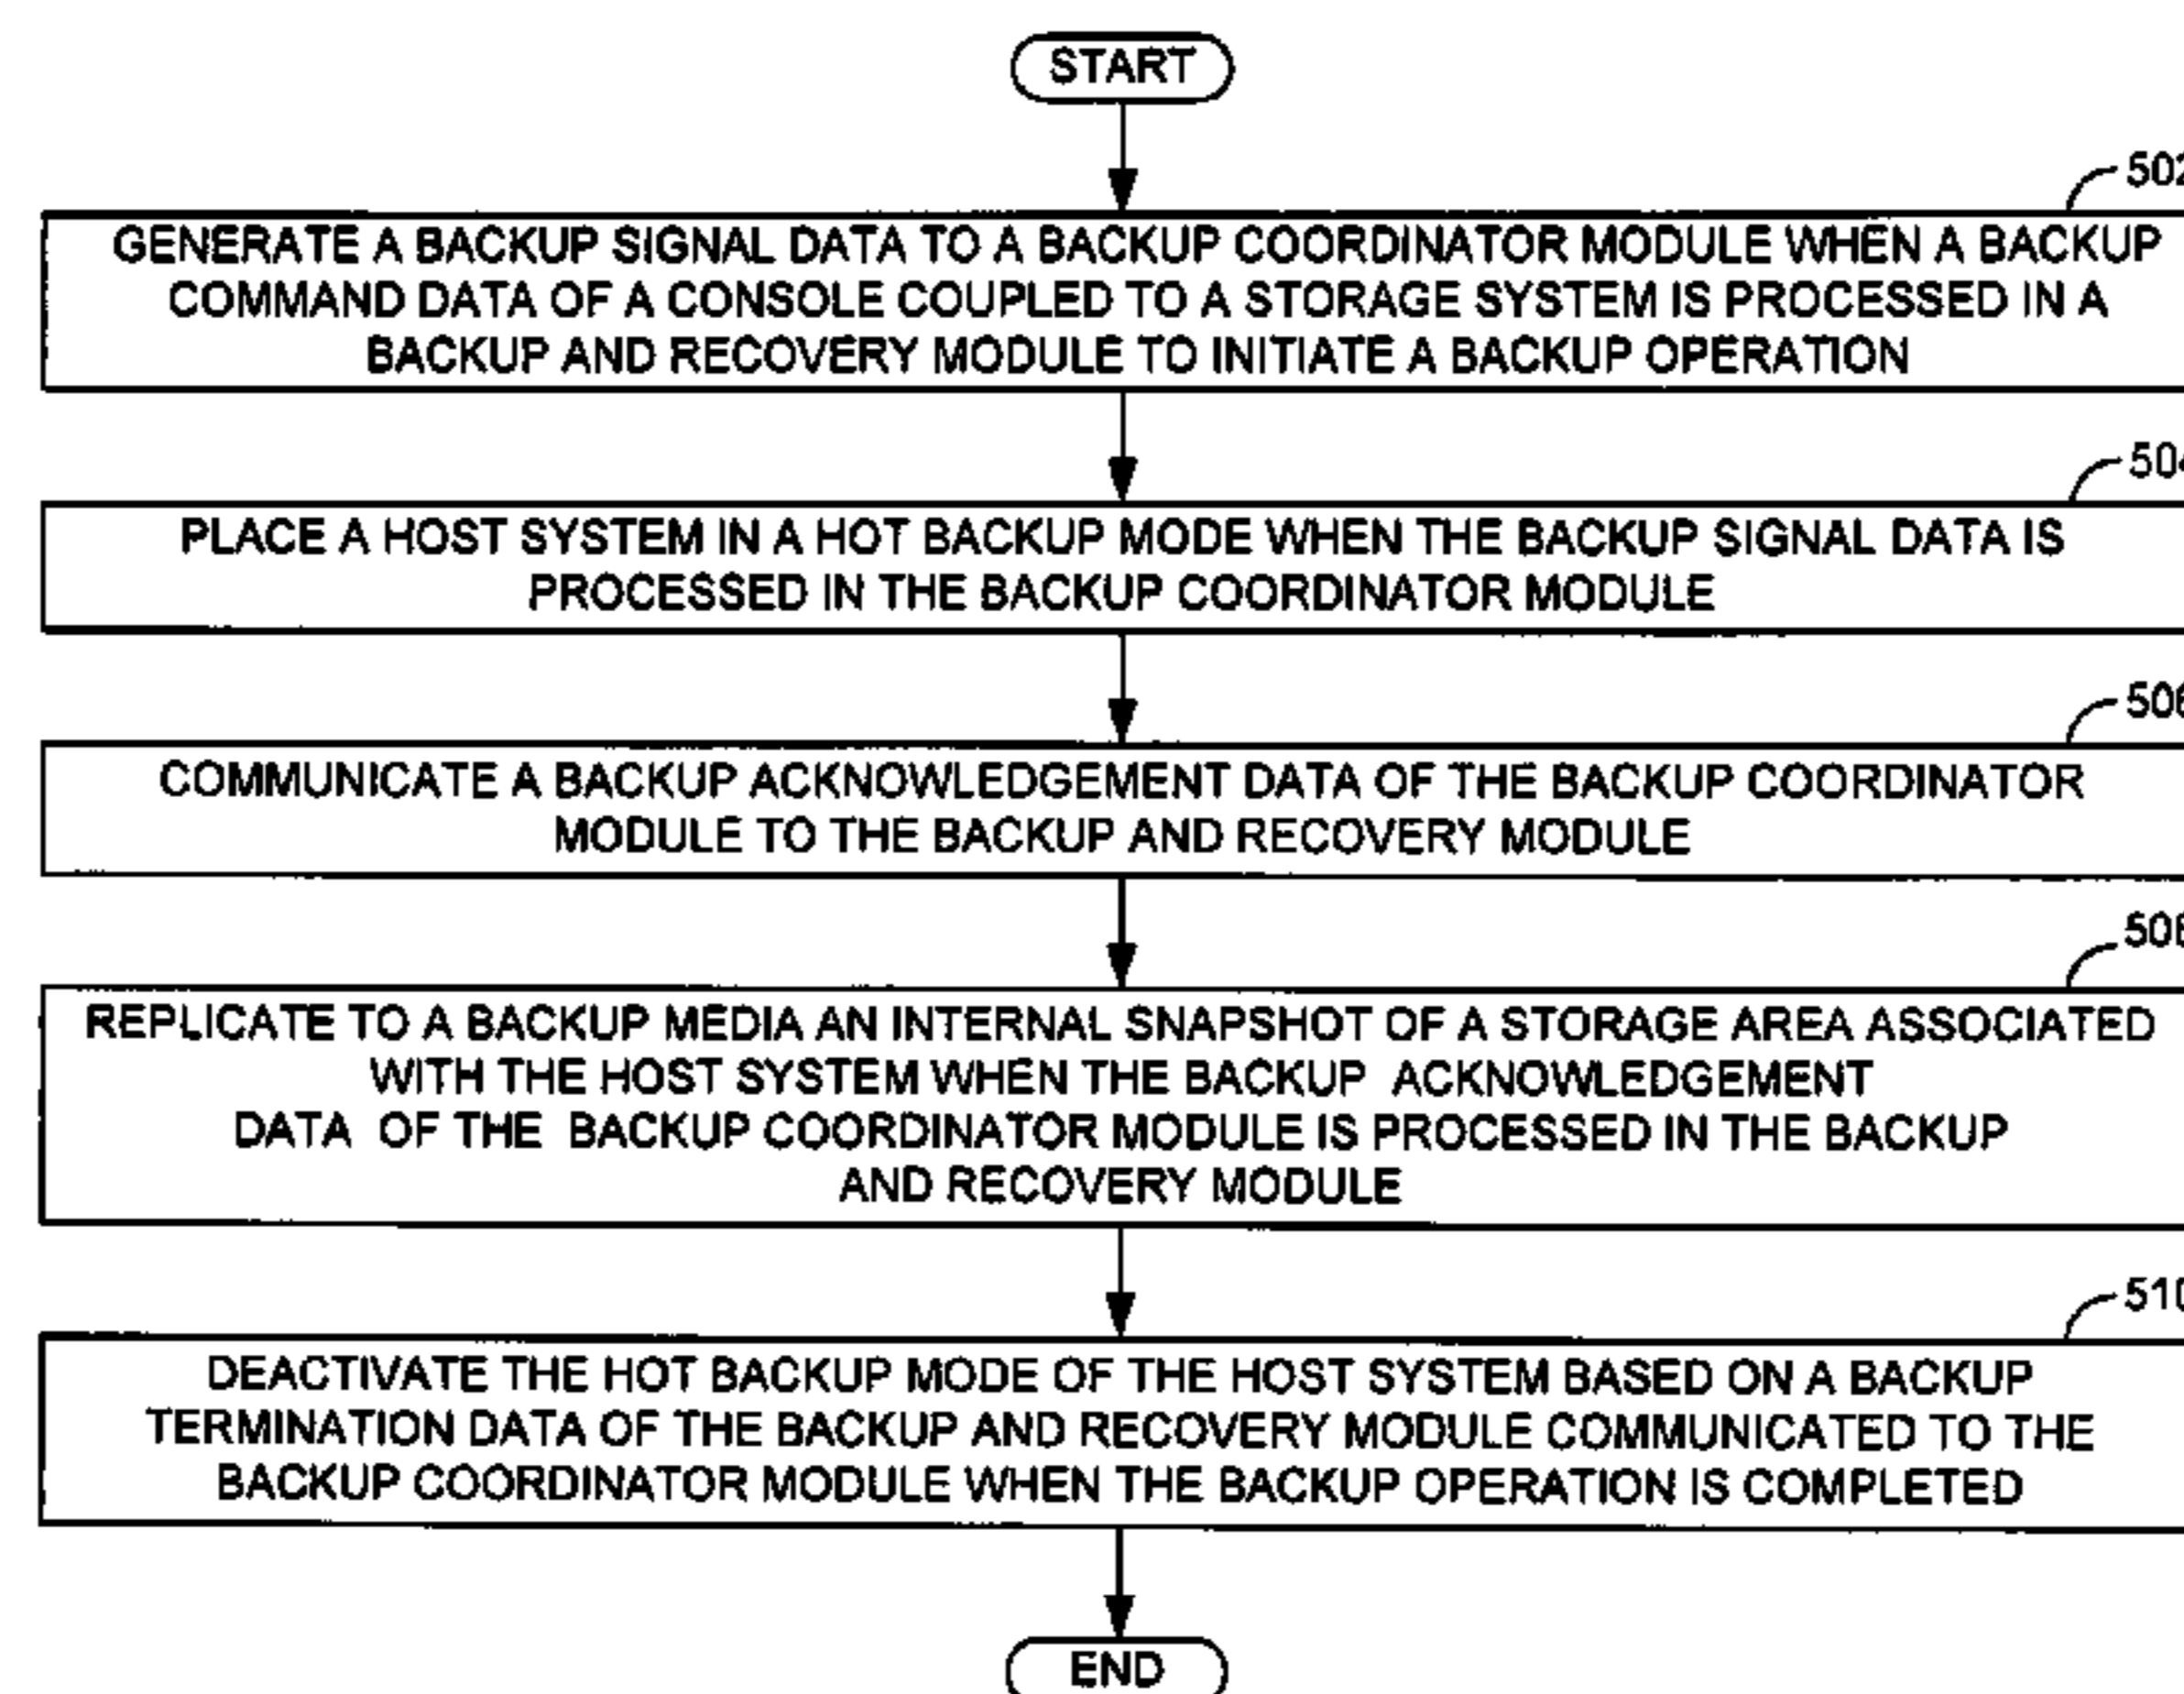 START
502
GENERATE A BACKUP SIGNAL DATA TO A BACKUP COORDINATOR MODULE WHEN A BACKUP
COMMAND DATA OF A CONSOLE COUPLED TO A STORAGE SYSTEM IS PROCESSED IN A
BACKUP AND RECOVERY MODULE TO INITIATE A BACKUP OPERATION
504
PLACE A HOST SYSTEM IN A HOT BACKUP MODE WHEN THE BACKUP SIGNAL DATA IS
PROCESSED IN THE BACKUP COORDINATOR MODULE
506
COMMUNICATE A BACKUP ACKNOWLEDGEMENT DATA OF THE BACKUP COORDINATOR
MODULE TO THE BACKUP AND RECOVERY MODULE
508
REPLICATE TO A BACKUP MEDIA AN INTERNAL SNAPSHOT OF A STORAGE AREA ASSOCIATED
WITH THE HOST SYSTEM WHEN THE BACKUP ACKNOWLEDGEMENT
DATA OF THE BACKUP COORDINATOR MODULE IS PROCESSED IN THE BACKUP
AND RECOVERY MODULE
510
DEACTIVATE THE HOT BACKUP MODE OF THE HOST SYSTEM BASED ON A BACKUP
TERMINATION DATA OF THE BACKUP AND RECOVERY MODULE COMMUNICATED TO THE
BACKUP COORDINATOR MODULE WHEN THE BACKUP OPERATION IS COMPLETED
END